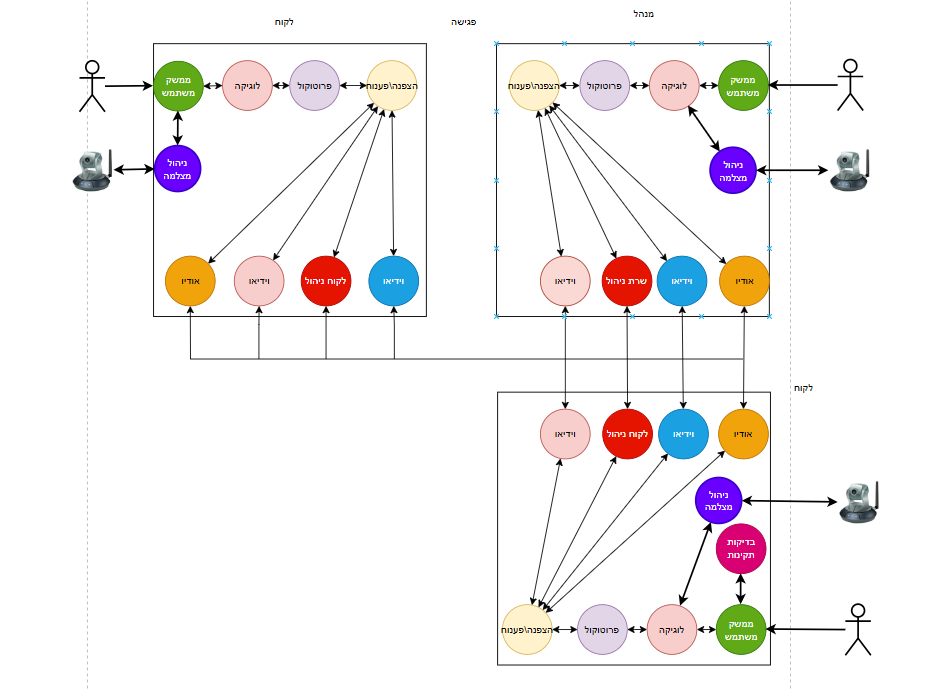 מנהל
פגישה
לקוח
ממשק
משתמש
לוגיקה
פרוטוקול
הצפנה\פענוח
ניהול
מצלמה
אודיו
וידיאו
לקוח ניהול
וידיאו
הצפנה\פענוח
פרוטוקול
לוגיקה
ממשק
משתמש
ניהול
מצלמה
וידיאו
שרת ניהול
וידיאו
אודיו
לקוח
וידיאו
לקוח ניהול
וידיאו
אודיו
ניהול
מצלמה
בדיקות
תקינות
הצפנה\פענוח
פרוטוקול
לוגיקה
ממשק
משתמש